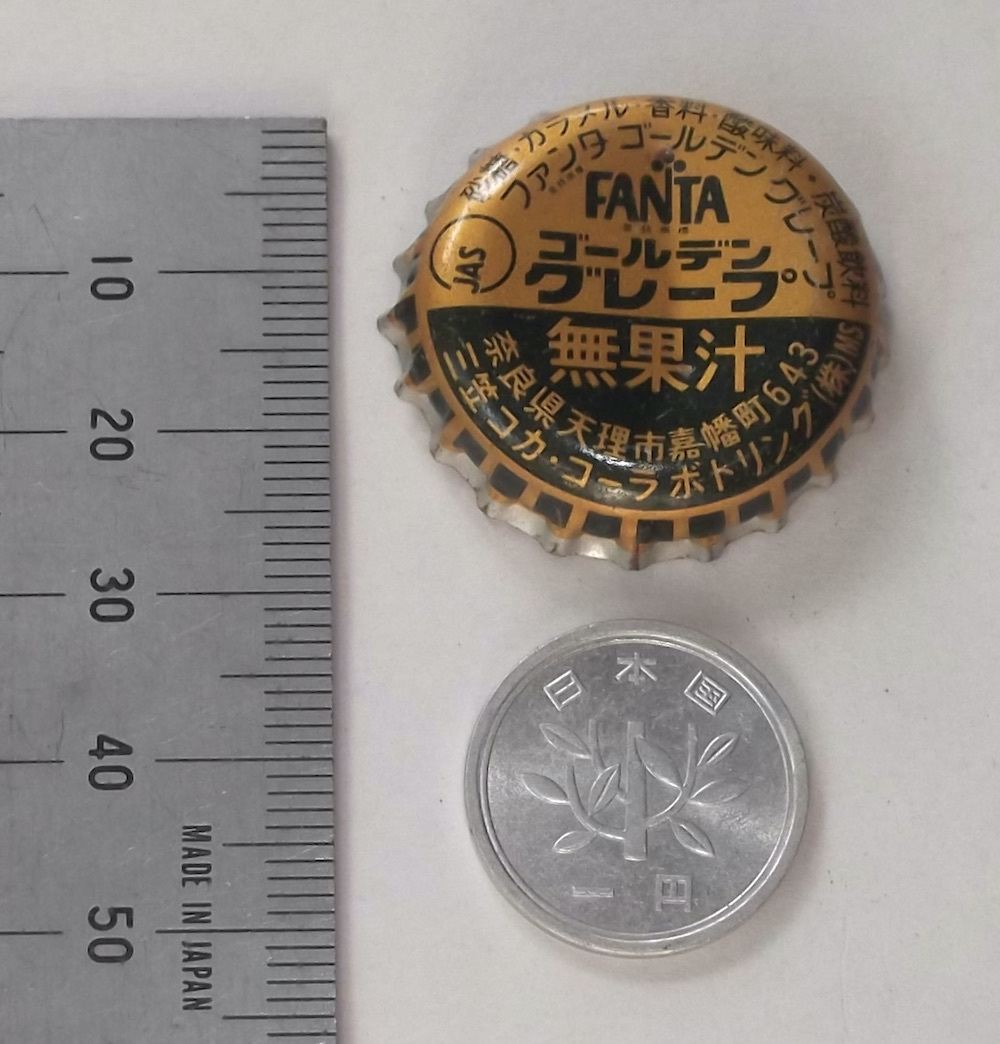 砂糖・カラメル・香料・酸味料・炭酸飲料
ファンタ ゴールデン グレープ
FANTA
JAS
ゴールデン
グレープ
無果汁
奈良県天理市嘉幡町643
三笠コカ・コーラボトリング(株)MS
10
20
30
40
50
MADE IN JAPAN
日本国
一円